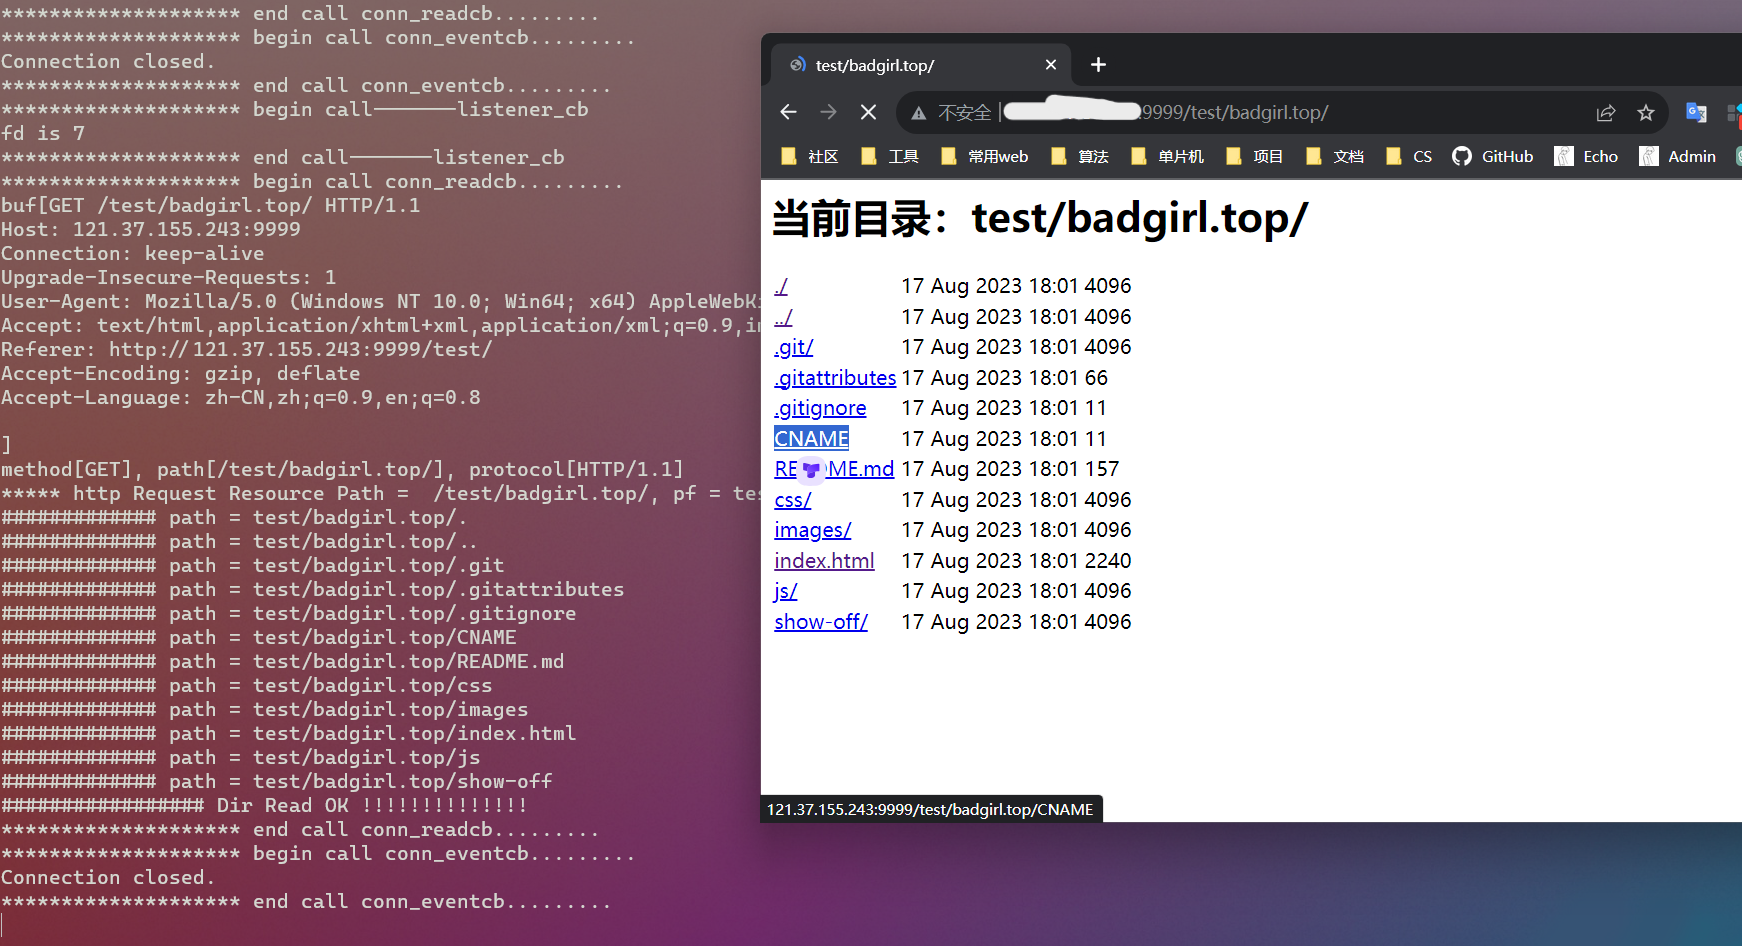 ******************** end call conn_readcb.........
******************** begin call conn_eventcb.........
Connection closed.
******************** end call conn_eventcb.........
******************** begin call-------listener_cb
fd is 7
******************** end call-------listener_cb
******************** begin call conn_readcb.........
buf[GET /test/badgirl.top/ HTTP/1.1
Host: 121.37.155.243:9999
Connection: keep-alive
Upgrade-Insecure-Requests: 1
User-Agent: Mozilla/5.0 (Windows NT 10.0; Win64; x64)
Accept: text/html,application/xhtml+xml,application/xml;q=0.9,
Referer: http://121.37.155.243:9999/test/
Accept-Encoding: gzip, deflate
Accept-Language: zh-CN,zh;q=0.9,en;q=0.8
]
method[GET], path[/test/badgirl.top/], protocol[HTTP/1.1]
***** http Request Resource Path =  /test/badgirl.top/, pf =
############# path = test/badgirl.top/.
############# path = test/badgirl.top/..
############# path = test/badgirl.top/.git
############# path = test/badgirl.top/.gitattributes
############# path = test/badgirl.top/.gitignore
############# path = test/badgirl.top/CNAME
############# path = test/badgirl.top/README.md
############# path = test/badgirl.top/css
############# path = test/badgirl.top/images
############# path = test/badgirl.top/index.html
############# path = test/badgirl.top/js
############# path = test/badgirl.top/show-off
################# Dir Read OK !!!!!!!!!!!!!!
******************** end call conn_readcb.........
******************** begin call conn_eventcb.........
Connection closed.
******************** end call conn_eventcb.........
test/badgirl.top/
不安全 | :9999/test/badgirl.top/
社区 工具 常用web 算法 单片机 项目 文档 CS GitHub Echo Admin
当前目录：test/badgirl.top/
./ 17 Aug 2023 18:01 4096
../ 17 Aug 2023 18:01 4096
.git/ 17 Aug 2023 18:01 4096
.gitattributes 17 Aug 2023 18:01 66
.gitignore 17 Aug 2023 18:01 11
CNAME 17 Aug 2023 18:01 11
README.md 17 Aug 2023 18:01 157
css/ 17 Aug 2023 18:01 4096
images/ 17 Aug 2023 18:01 4096
index.html 17 Aug 2023 18:01 2240
js/ 17 Aug 2023 18:01 4096
show-off/ 17 Aug 2023 18:01 4096
121.37.155.243:9999/test/badgirl.top/CNAME